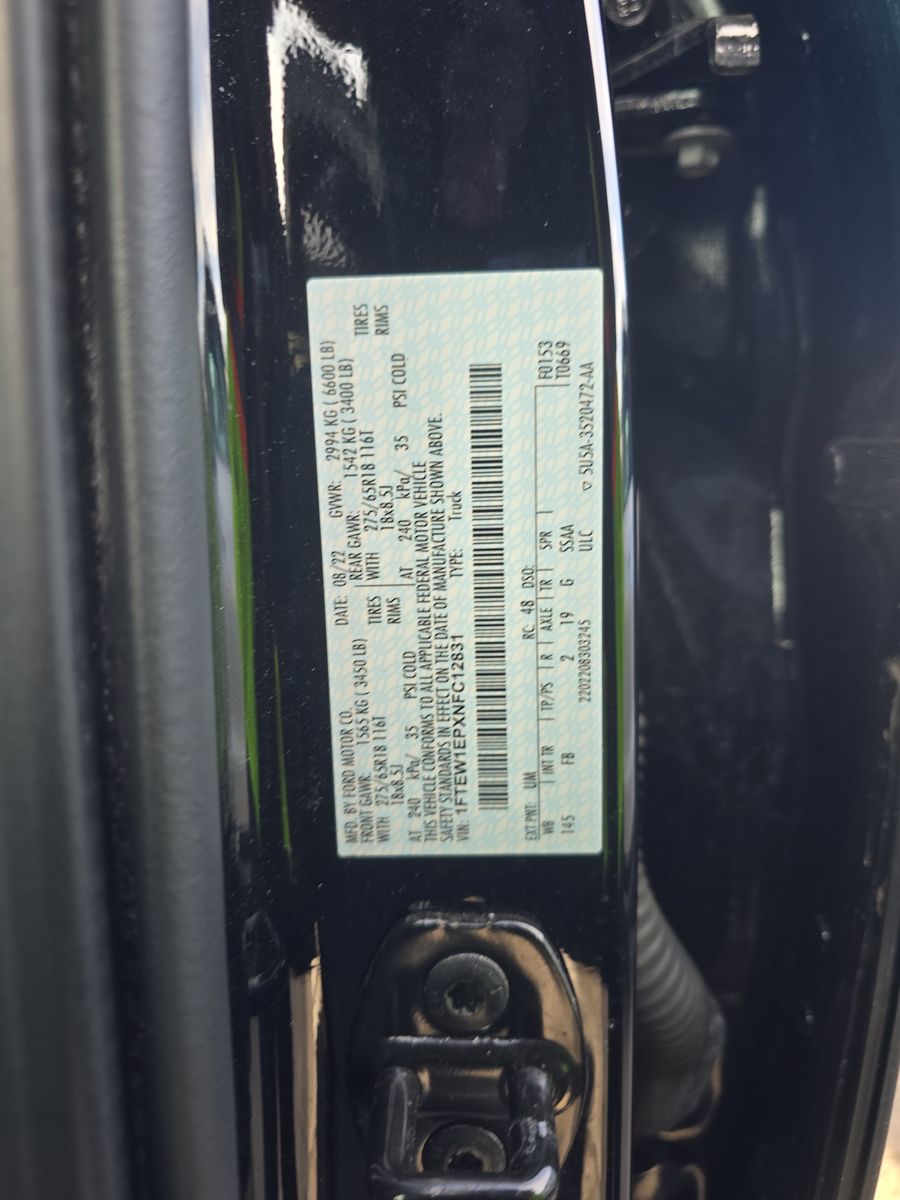 MFD. BY FORD MOTOR CO.
DATE: 08/22 GVWR: 2994 KG ( 6600 LB)
FRONT GAWR: 1565 KG ( 3450 LB)
REAR GAWR: 1542 KG ( 3400 LB)
WITH 275/65R18 116T TIRES
WITH 275/65R18 116T TIRES
18x8.5J RIMS
18x8.5J RIMS
AT 240 kPa/ 35 PSI COLD
AT 240 kPa/ 35 PSI COLD
THIS VEHICLE CONFORMS TO ALL APPLICABLE FEDERAL MOTOR VEHICLE
SAFETY STANDARDS IN EFFECT ON THE DATE OF MANUFACTURE SHOWN ABOVE.
VIN: 1FTEW1EPXNFC12831 TYPE: Truck
EXT PNT: UM RC: 48 DSO: F0153
WB INT TR TP/PS R AXLE TR SPR T0669
145 FB 2 19 G SSAA
2202208303245 ULC ▽ 5U5A-3520472-AA